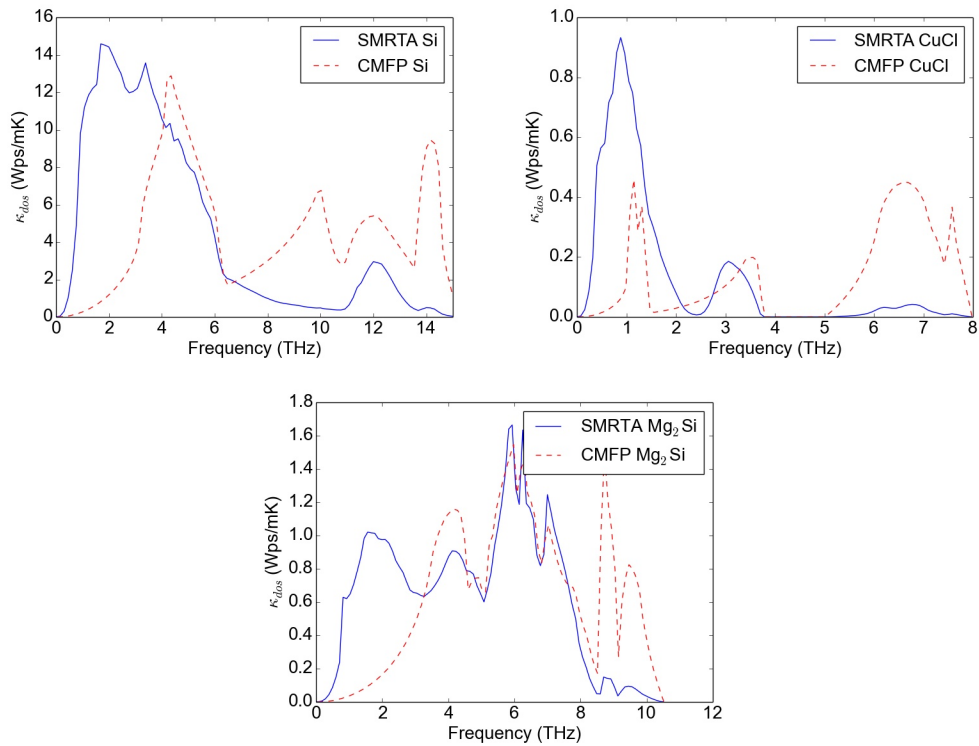 16
14
12
10
8
6
4
2
0
κdos (Wps/mK)
SMRTA Si
CMFP Si
0 2 4 6 8 10 12 14
Frequency (THz)
1.0
0.8
0.6
0.4
0.2
0.0
κdos (Wps/mK)
SMRTA CuCl
CMFP CuCl
0 1 2 3 4 5 6 7 8
Frequency (THz)
1.8
1.6
1.4
1.2
1.0
0.8
0.6
0.4
0.2
0.0
κdos (Wps/mK)
SMRTA Mg₂Si
CMFP Mg₂Si
0 2 4 6 8 10 12
Frequency (THz)